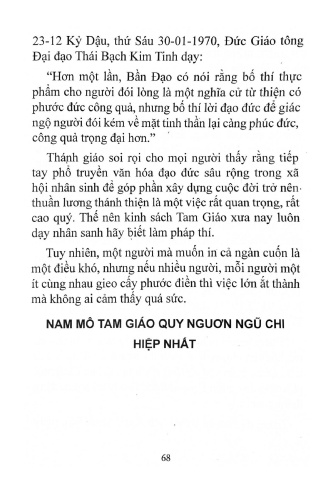 23-12 Kỷ Dậu, thứ Sáu 30-01-1970, Đức Giáo tông
Đại đạo Thái Bạch Kim Tinh dạy:
“Hơn một lần, Bần Đạo có nói rằng bố thí thực
phẩm cho người đói lòng là một nghĩa cử từ thiện có
phước đức công quả, nhưng bố thí lời đạo đức để giác
ngộ người đói kém về mặt tinh thần lại càng phúc đức,
công quả trọng đại hơn.”
Thánh giáo soi rọi cho mọi người thấy rằng tiếp
tay phổ truyền văn hóa đạo đức sâu rộng trong xã
hội nhân sinh để góp phần xây dựng cuộc đời trở nên
thuần lương thánh thiện là một việc rất quan trọng, rất
cao quý. Thế nên kinh sách Tam Giáo xưa nay luôn
dạy nhân sanh hãy biết làm pháp thí.
Tuy nhiên, một người mà muốn in cả ngàn cuốn là
một điều khó, nhưng nếu nhiều người, mỗi người một
ít cùng nhau gieo cấy phước điền thì việc lớn ắt thành
mà không ai cảm thấy quá sức.
NAM MÔ TAM GIÁO QUY NGUƠN NGŨ CHI
HIỆP NHẤT
68